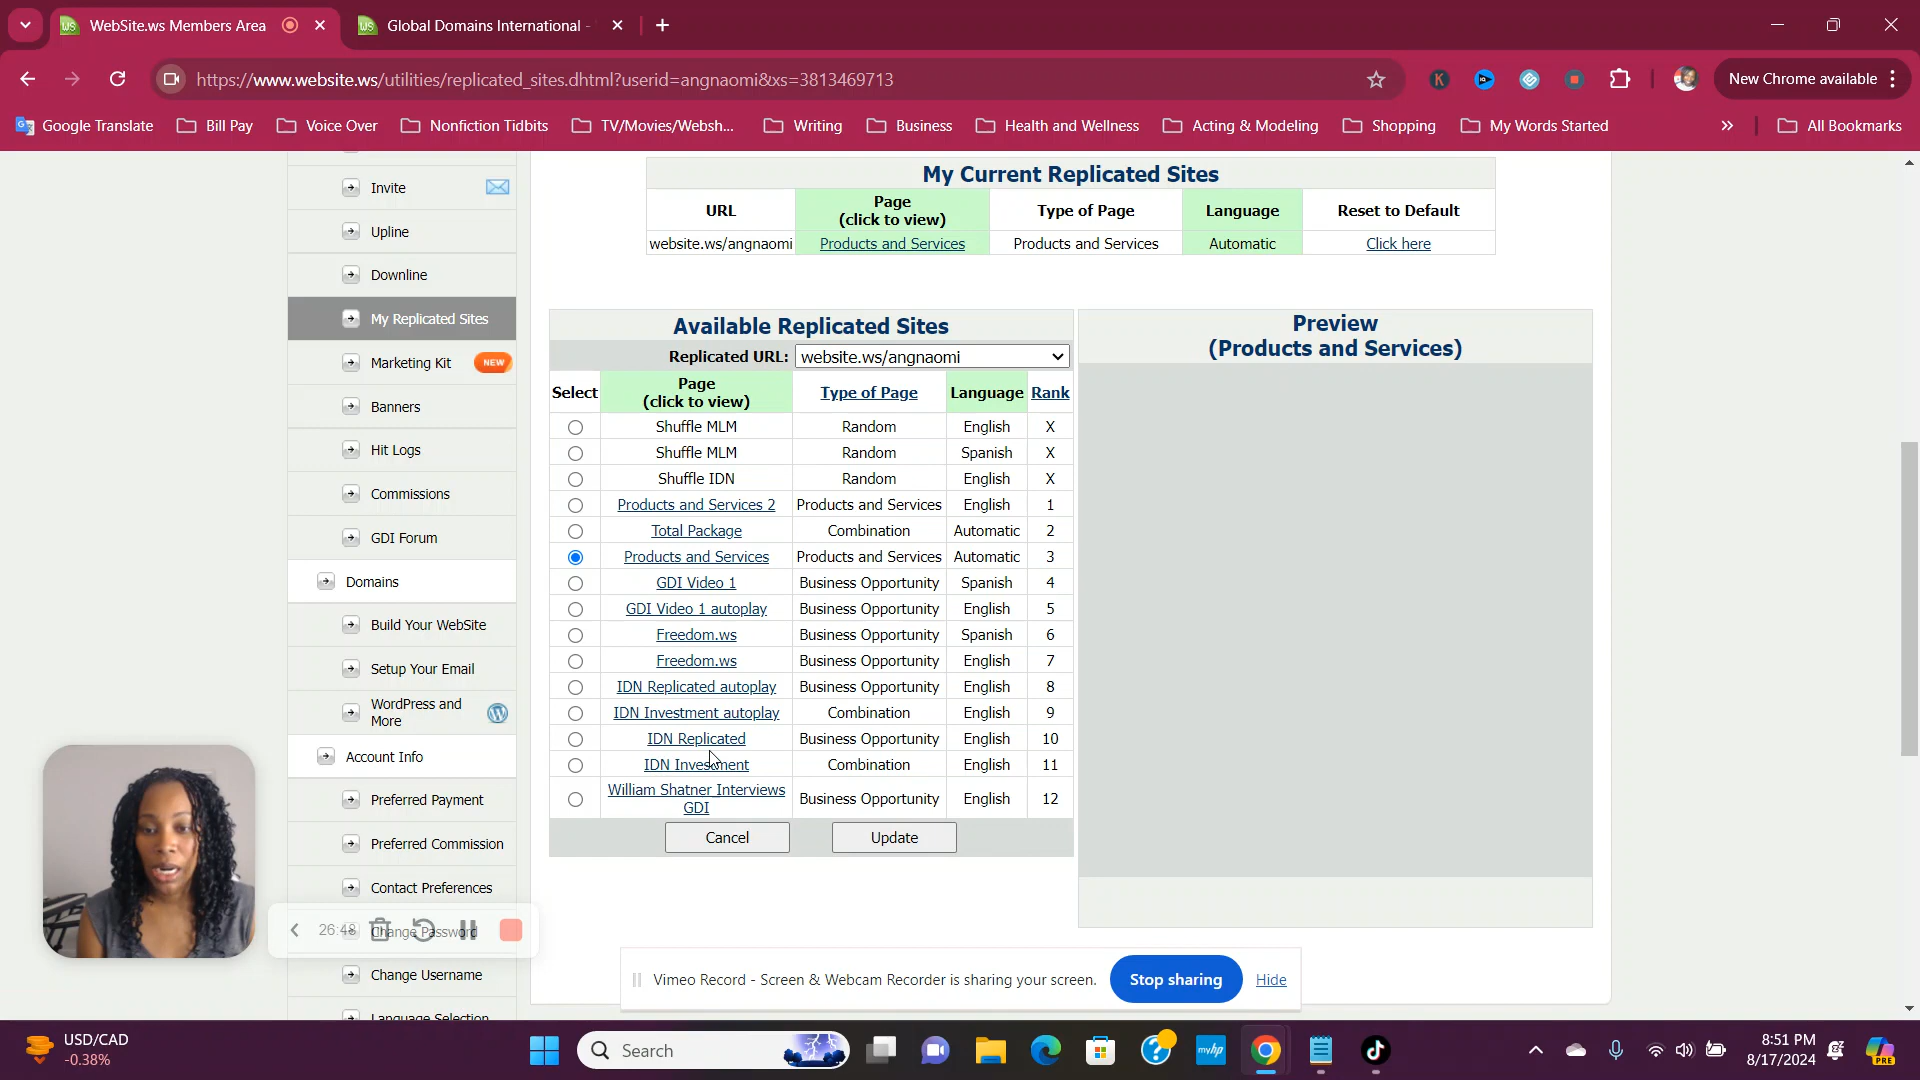 WebSite.ws Members Area
Global Domains International -
https://www.website.ws/utilities/replicated_sites.dhtml?userid=angnaomi&xs=3813469713
New Chrome available
Google Translate
Bill Pay
Voice Over
Nonfiction Tidbits
TV/Movies/Websh...
Writing
Business
Health and Wellness
Acting & Modeling
Shopping
My Words Started
All Bookmarks
Invite
Upline
Downline
My Replicated Sites
Marketing Kit
NEW
Banners
Hit Logs
Commissions
GDI Forum
Domains
Build Your WebSite
Setup Your Email
WordPress and
More
Account Info
Preferred Payment
Preferred Commission
Contact Preferences
Change Password
Change Username
Language Selection
26:48
My Current Replicated Sites
URL Page (click to view) Type of Page Language Reset to Default
website.ws/angnaomi Products and Services Products and Services Automatic Click here
Available Replicated Sites
Replicated URL: website.ws/angnaomi
Select Page (click to view) Type of Page Language Rank
Shuffle MLM Random English X
Shuffle MLM Random Spanish X
Shuffle IDN Random English X
Products and Services 2 Products and Services English 1
Total Package Combination Automatic 2
Products and Services Products and Services Automatic 3
GDI Video 1 Business Opportunity Spanish 4
GDI Video 1 autoplay Business Opportunity English 5
Freedom.ws Business Opportunity Spanish 6
Freedom.ws Business Opportunity English 7
IDN Replicated autoplay Business Opportunity English 8
IDN Investment autoplay Combination English 9
IDN Replicated Business Opportunity English 10
IDN Investment Combination English 11
William Shatner Interviews GDI Business Opportunity English 12
Cancel Update
Preview
(Products and Services)
Vimeo Record - Screen & Webcam Recorder is sharing your screen.
Stop sharing
Hide
USD/CAD
-0.38%
Search
myhp
8:51 PM
8/17/2024
PRE